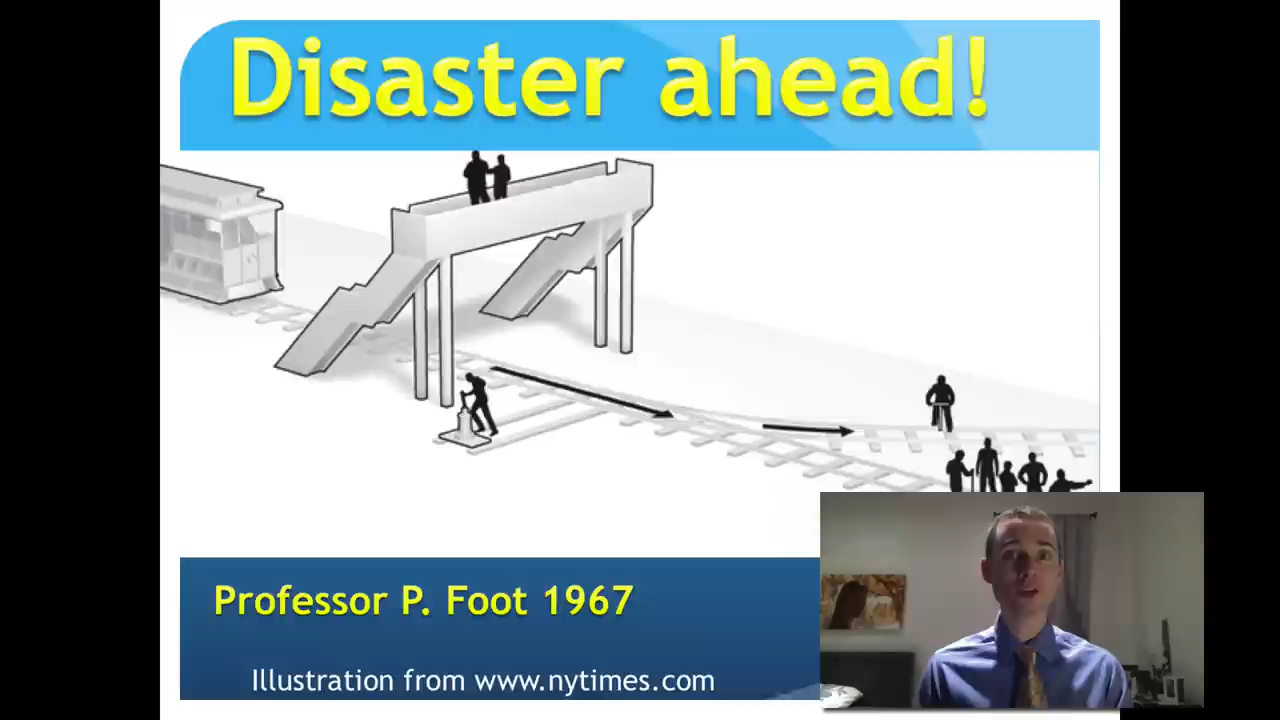 Disaster ahead!
Professor P. Foot 1967
Illustration from www.nytimes.com